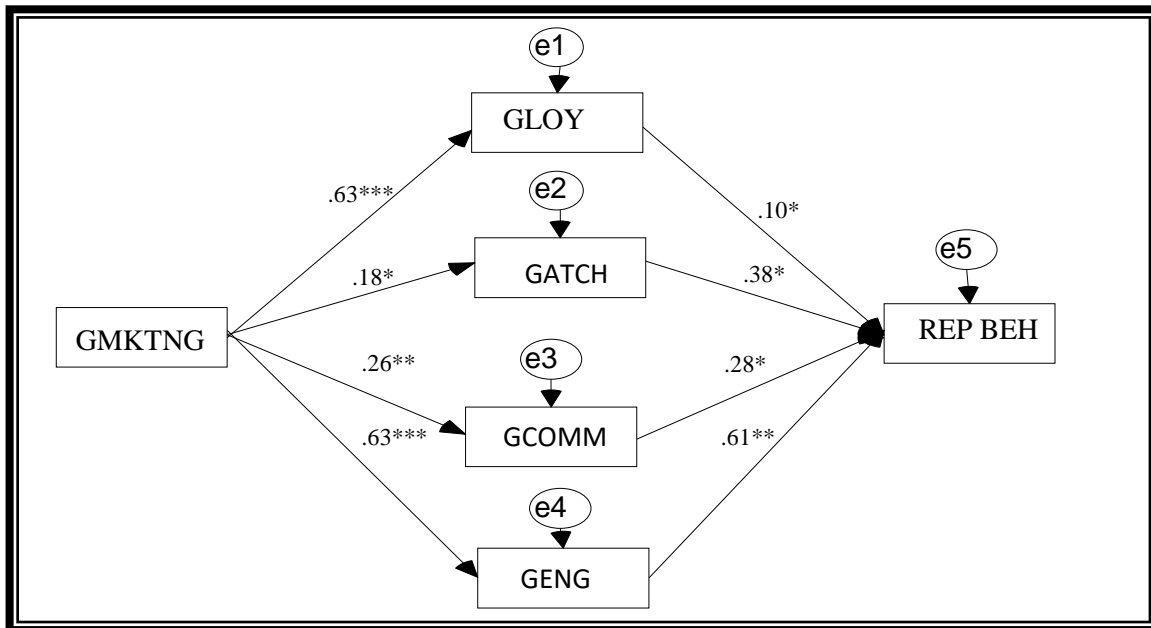 e1
GLOY
.63***
e2
.10*
GATCH
.18*
.38*
e5
GMKTNG
REP BEH
e3
.26**
.28*
GCOMM
.63***
.61**
e4
GENG